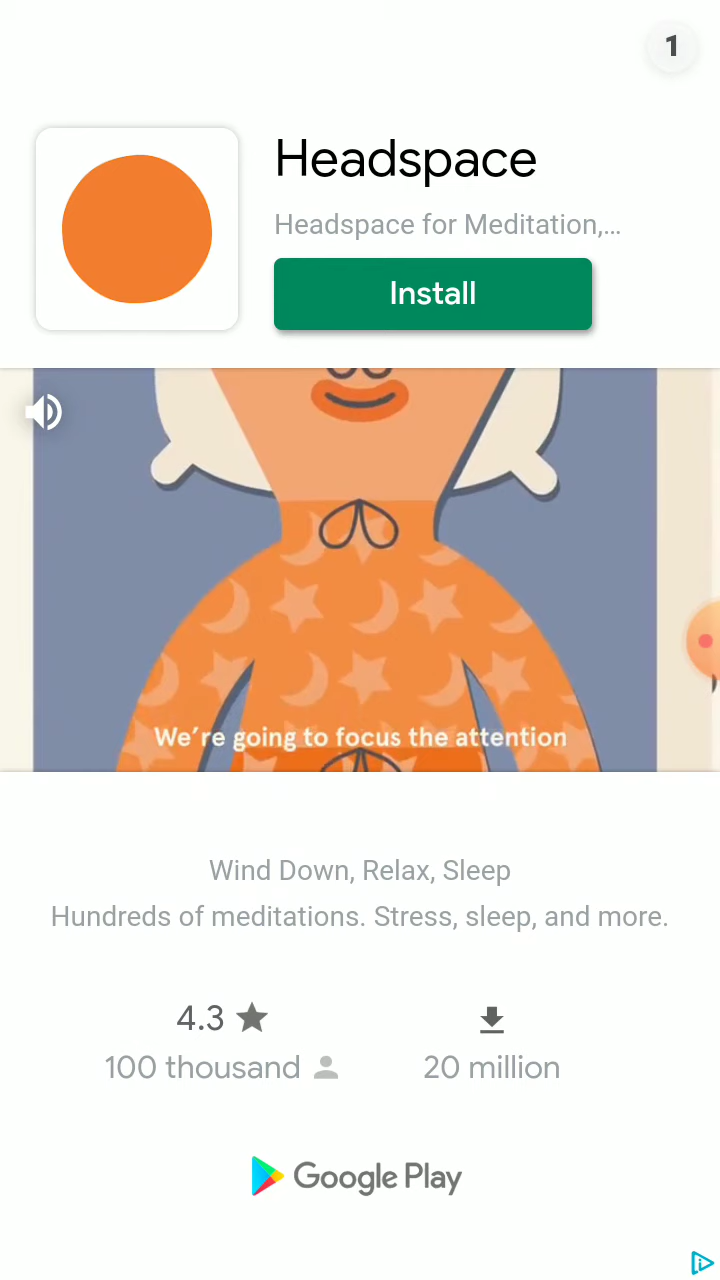 1
Headspace
Headspace for Meditation,...
Install
We're going to focus the attention
Wind Down, Relax, Sleep
Hundreds of meditations. Stress, sleep, and more.
4.3
100 thousand
20 million
Google Play